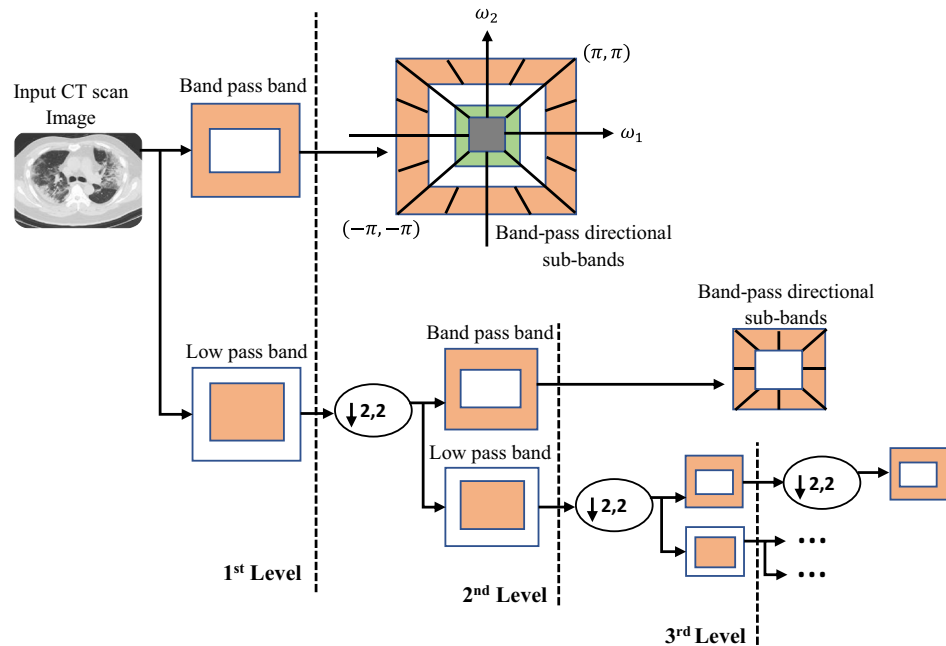 ω₂
(π, π)
Input CT scan
Image
Band pass band
ω₁
(−π, −π)
Band-pass directional
sub-bands
Band-pass directional
sub-bands
Band pass band
Low pass band
↓ 2,2
Low pass band
↓ 2,2
↓ 2,2
...
...
1st Level
2nd Level
3rd Level